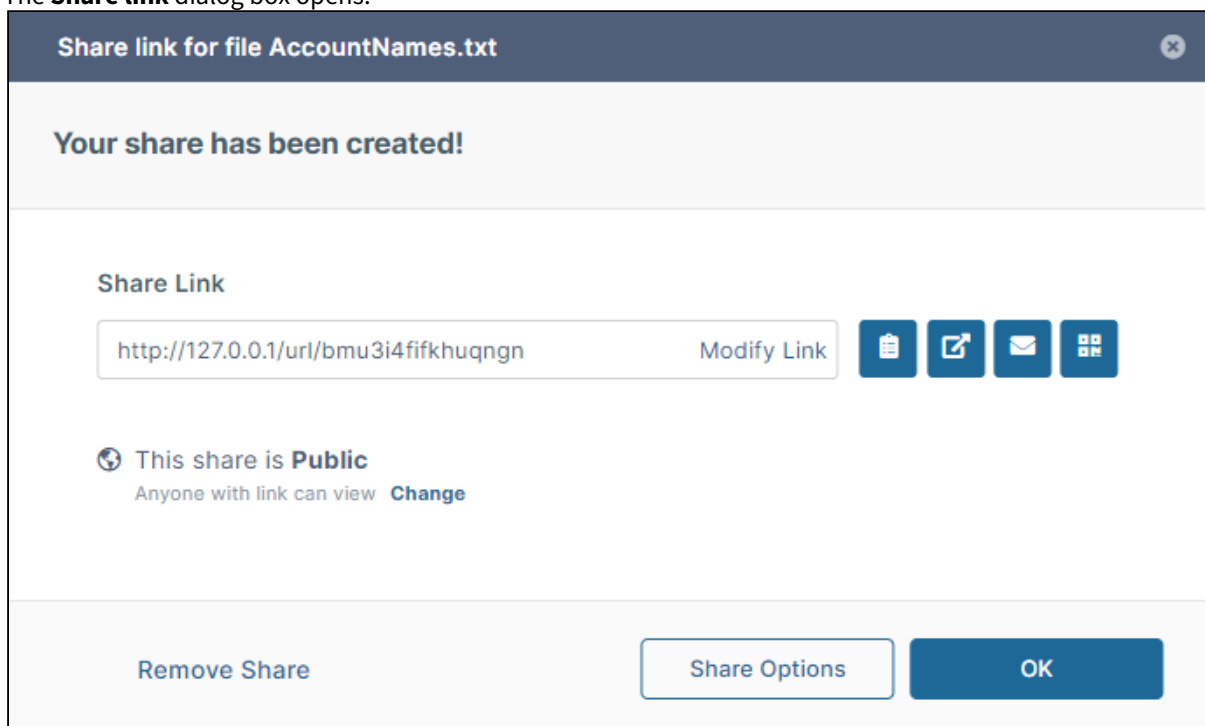 The Share link dialog box opens.
Share link for file AccountNames.txt
Your share has been created!
Share Link
http://127.0.0.1/url/bmu3i4fifkhuqngn Modify Link
This share is Public
Anyone with link can view Change
Remove Share Share Options OK